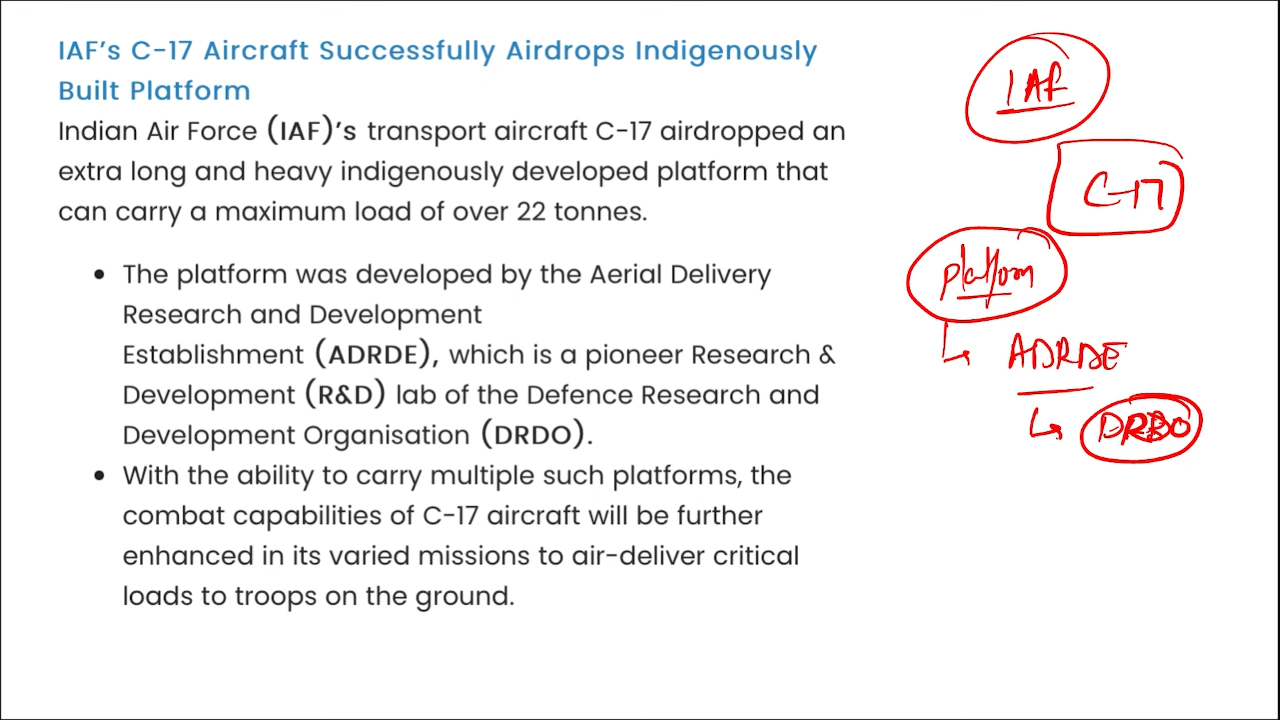 IAF’s C-17 Aircraft Successfully Airdrops Indigenously
Built Platform
Indian Air Force (IAF)’s transport aircraft C-17 airdropped an
extra long and heavy indigenously developed platform that
can carry a maximum load of over 22 tonnes.
• The platform was developed by the Aerial Delivery
Research and Development
Establishment (ADRDE), which is a pioneer Research &
Development (R&D) lab of the Defence Research and
Development Organisation (DRDO).
• With the ability to carry multiple such platforms, the
combat capabilities of C-17 aircraft will be further
enhanced in its varied missions to air-deliver critical
loads to troops on the ground.
IAF
C-17
Platform
ADRDE
DRDO